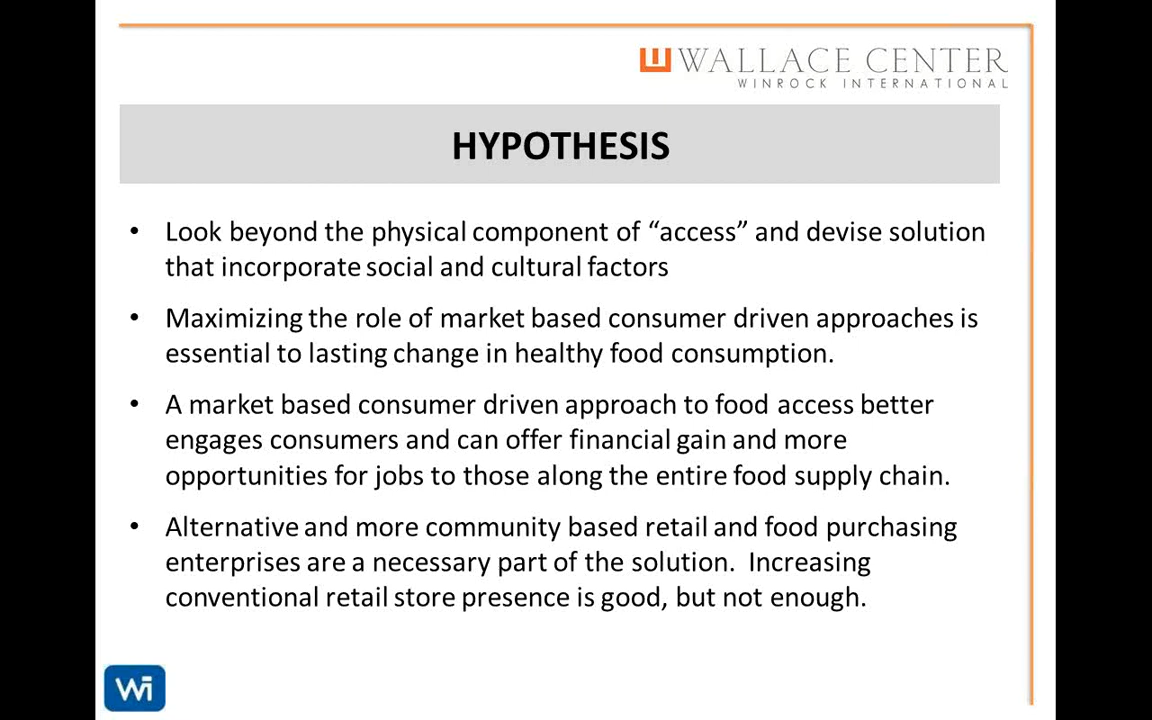 WALLACE CENTER
WINROCK INTERNATIONAL
HYPOTHESIS
• Look beyond the physical component of “access” and devise solution
that incorporate social and cultural factors
• Maximizing the role of market based consumer driven approaches is
essential to lasting change in healthy food consumption.
• A market based consumer driven approach to food access better
engages consumers and can offer financial gain and more
opportunities for jobs to those along the entire food supply chain.
• Alternative and more community based retail and food purchasing
enterprises are a necessary part of the solution.  Increasing
conventional retail store presence is good, but not enough.
Wi